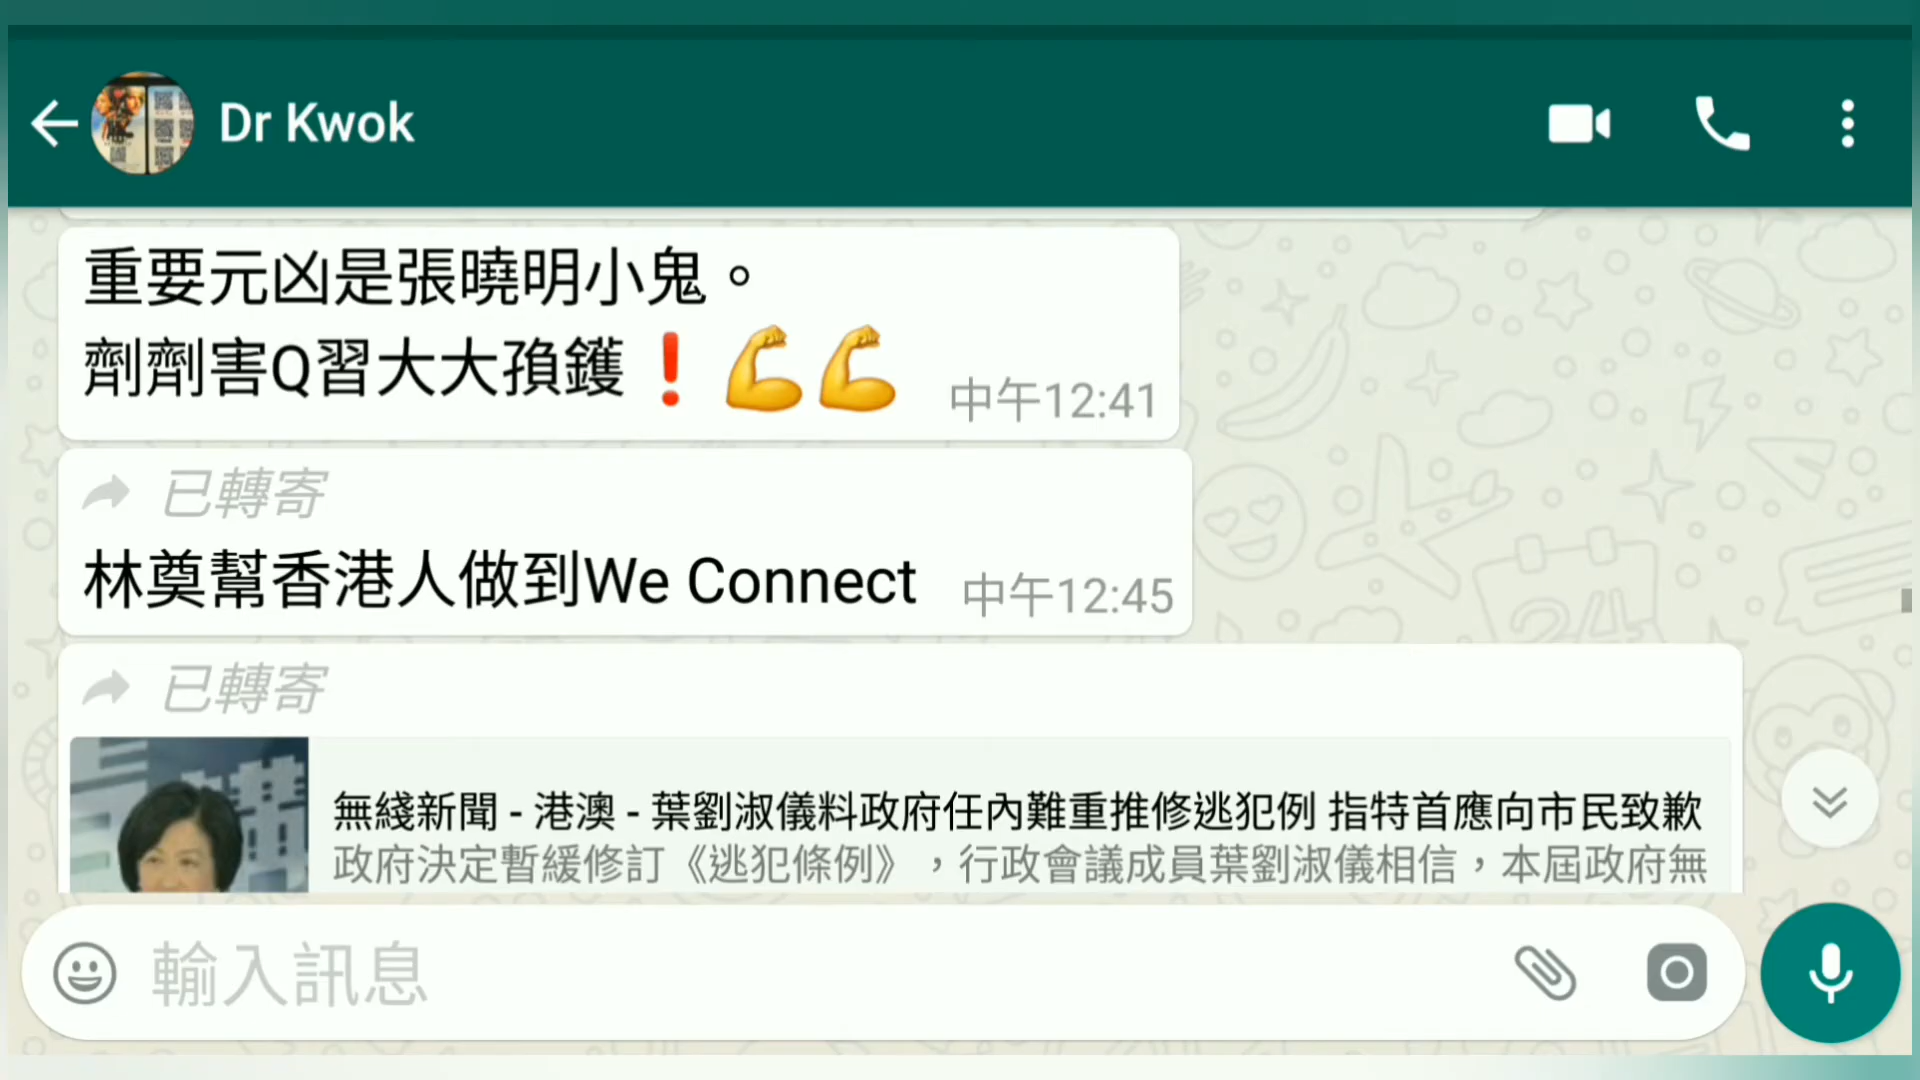 Dr Kwok
重要元凶是張曉明小鬼。
劑劑害Q習大大孭鑊❗💪💪
中午12:41
已轉寄
林奠幫香港人做到We Connect
中午12:45
已轉寄
無綫新聞 - 港澳 - 葉劉淑儀料政府任內難重推修逃犯例 指特首應向市民致歉
政府決定暫緩修訂《逃犯條例》，行政會議成員葉劉淑儀相信，本屆政府無
輸入訊息